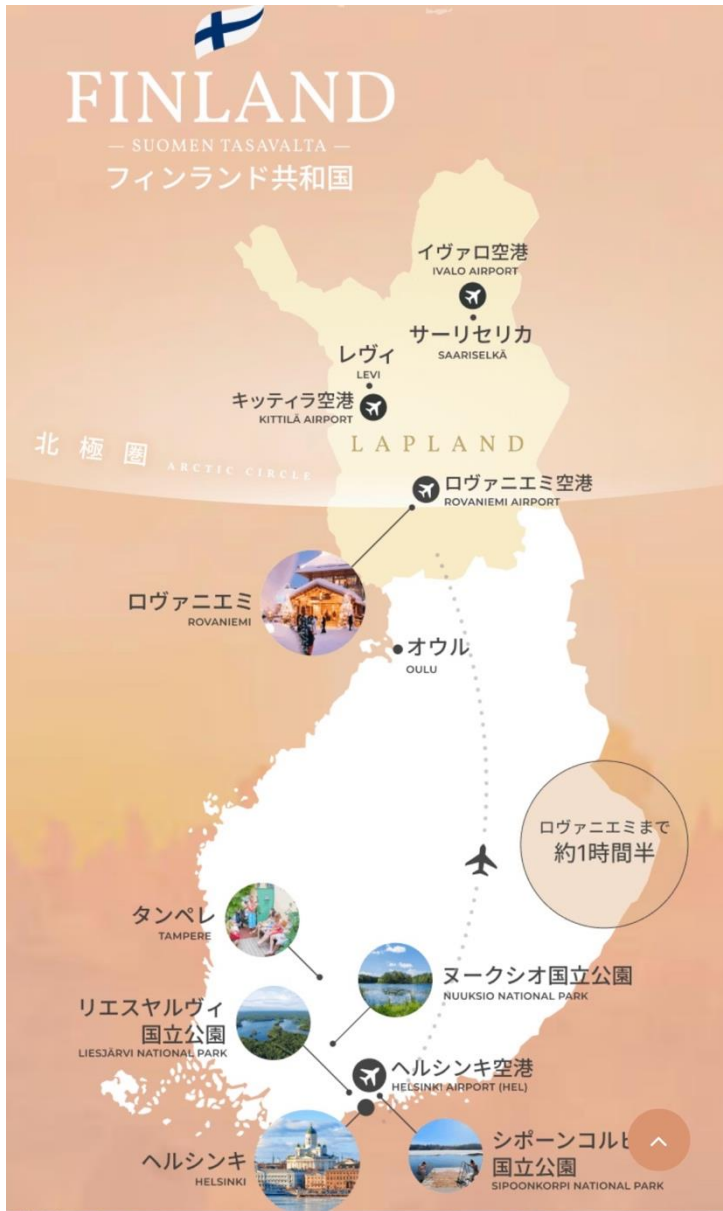 FINLAND
— SUOMEN TASAVALTA —
フィンランド共和国
イヴァロ空港
IVALO AIRPORT
サーリセリカ
SAARISELKÄ
レヴィ
LEVI
キッティラ空港
KITTILÄ AIRPORT
LAPLAND
北極圏
ARCTIC CIRCLE
ロヴァニエミ空港
ROVANIEMI AIRPORT
ロヴァニエミ
ROVANIEMI
オウル
OULU
ロヴァニエミまで
約1時間半
タンペレ
TAMPERE
ヌークシオ国立公園
NUUKSIO NATIONAL PARK
リエスヤルヴィ
国立公園
LIESJÄRVI NATIONAL PARK
ヘルシンキ空港
HELSINKI AIRPORT (HEL)
ヘルシンキ
HELSINKI
シポーンコル
国立公園
SIPOONKORPI NATIONAL PARK